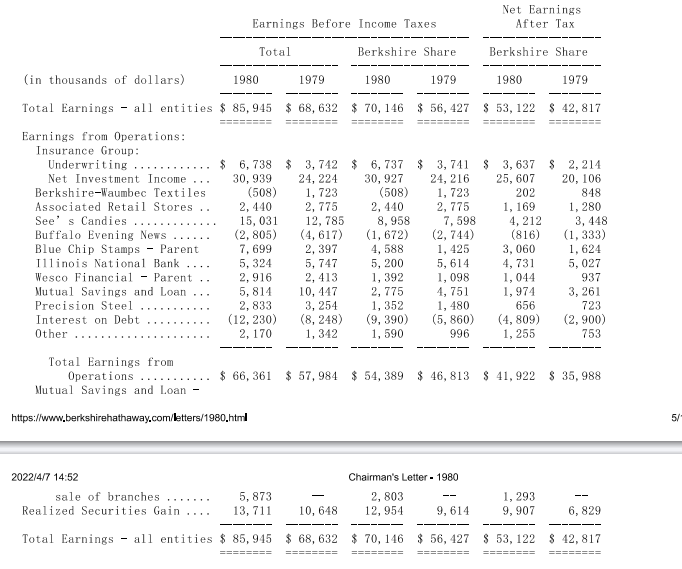 Net Earnings
Earnings Before Income Taxes After Tax
Total Berkshire Share Berkshire Share
(in thousands of dollars) 1980 1979 1980 1979 1980 1979
Total Earnings - all entities $ 85,945 $ 68,632 $ 70,146 $ 56,427 $ 53,122 $ 42,817
======== ======== ======== ======== ======== ========
Earnings from Operations:
Insurance Group:
Underwriting ............ $ 6,738 $ 3,742 $ 6,737 $ 3,741 $ 3,637 $ 2,214
Net Investment Income ... 30,939 24,224 30,927 24,216 25,607 20,106
Berkshire-Waumbec Textiles (508) 1,723 (508) 1,723 202 848
Associated Retail Stores .. 2,440 2,775 2,440 2,775 1,169 1,280
See's Candies ............. 15,031 12,785 8,958 7,598 4,212 3,448
Buffalo Evening News ...... (2,805) (4,617) (1,672) (2,744) (816) (1,333)
Blue Chip Stamps - Parent 7,699 2,397 4,588 1,425 3,060 1,624
Illinois National Bank .... 5,324 5,747 5,200 5,614 4,731 5,027
Wesco Financial - Parent .. 2,916 2,413 1,392 1,098 1,044 937
Mutual Savings and Loan ... 5,814 10,447 2,775 4,751 1,974 3,261
Precision Steel ........... 2,833 3,254 1,352 1,480 656 723
Interest on Debt .......... (12,230) (8,248) (9,390) (5,860) (4,809) (2,900)
Other ..................... 2,170 1,342 1,590 996 1,255 753
Total Earnings from
Operations ........... $ 66,361 $ 57,984 $ 54,389 $ 46,813 $ 41,922 $ 35,988
Mutual Savings and Loan -
https://www.berkshirehathaway.com/letters/1980.html 5/
2022/4/7 14:52 Chairman's Letter - 1980
sale of branches ....... 5,873 — 2,803 -- 1,293 --
Realized Securities Gain .... 13,711 10,648 12,954 9,614 9,907 6,829
Total Earnings - all entities $ 85,945 $ 68,632 $ 70,146 $ 56,427 $ 53,122 $ 42,817
======== ======== ======== ======== ======== ========